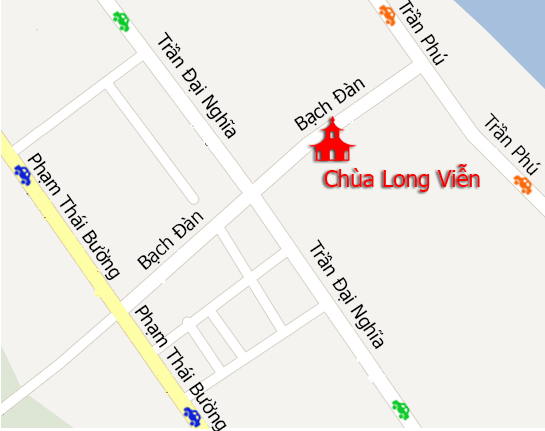 Trần Phú
Trần Đại Nghĩa
Bạch Đàn
Trần Phú
Chùa Long Viễn
Phạm Thái Bường
Bạch Đàn
Trần Đại Nghĩa
Phạm Thái Bường